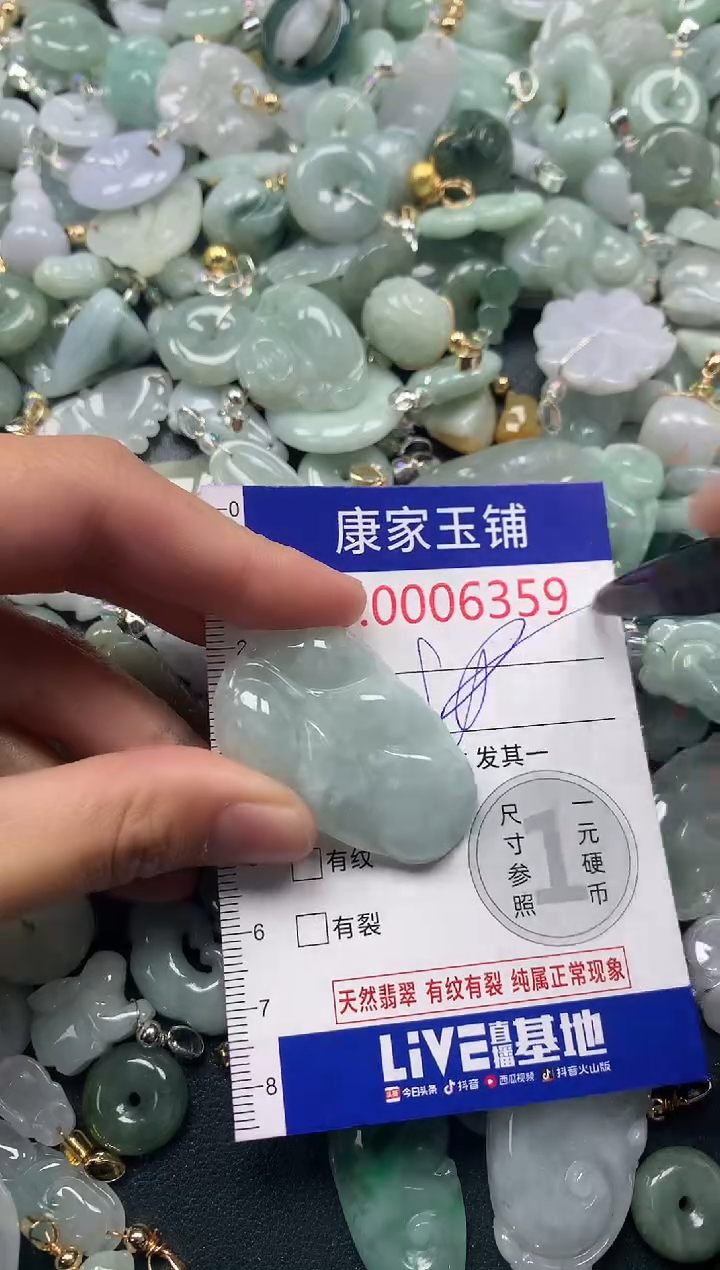 0
康家玉铺
.0006359
2
发其一
尺寸参照
1
一元硬币
有纹
6
有裂
天然翡翠 有纹有裂 纯属正常现象
7
LIVE直播基地
8
今日头条 抖音 西瓜视频 抖音火山版